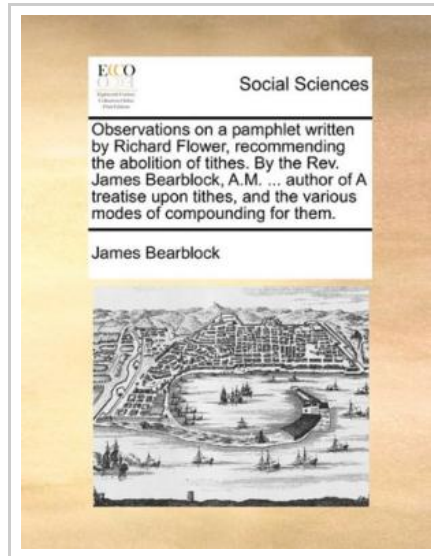 ECCO
Social Sciences
Observations on a pamphlet written
by Richard Flower, recommending
the abolition of tithes. By the Rev.
James Bearblock, A.M. ... author of A
treatise upon tithes, and the various
modes of compounding for them.
James Bearblock